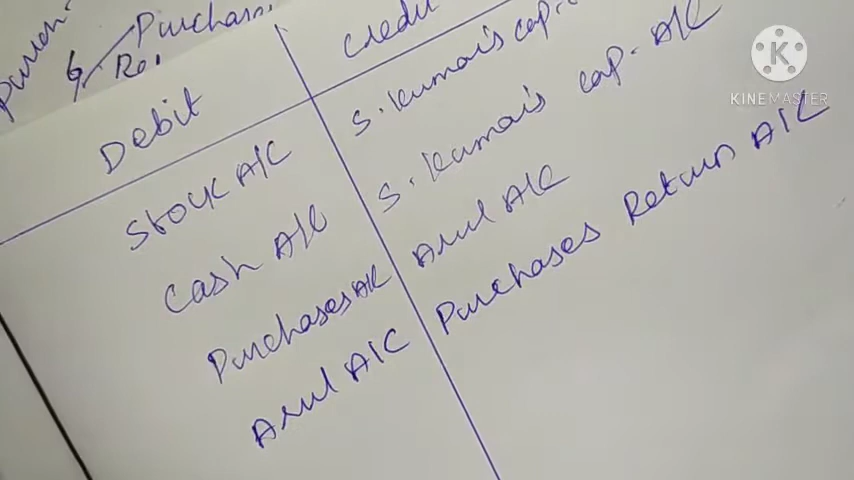 Purchas
Re.
Debit
Credit
Stock A/C
S. Kumar's cap.
Cash A/C
S. Kumar's cap. A/C
Purchases A/C
Arul A/C
Arul A/C
Purchases Return A/C
KINEMASTER